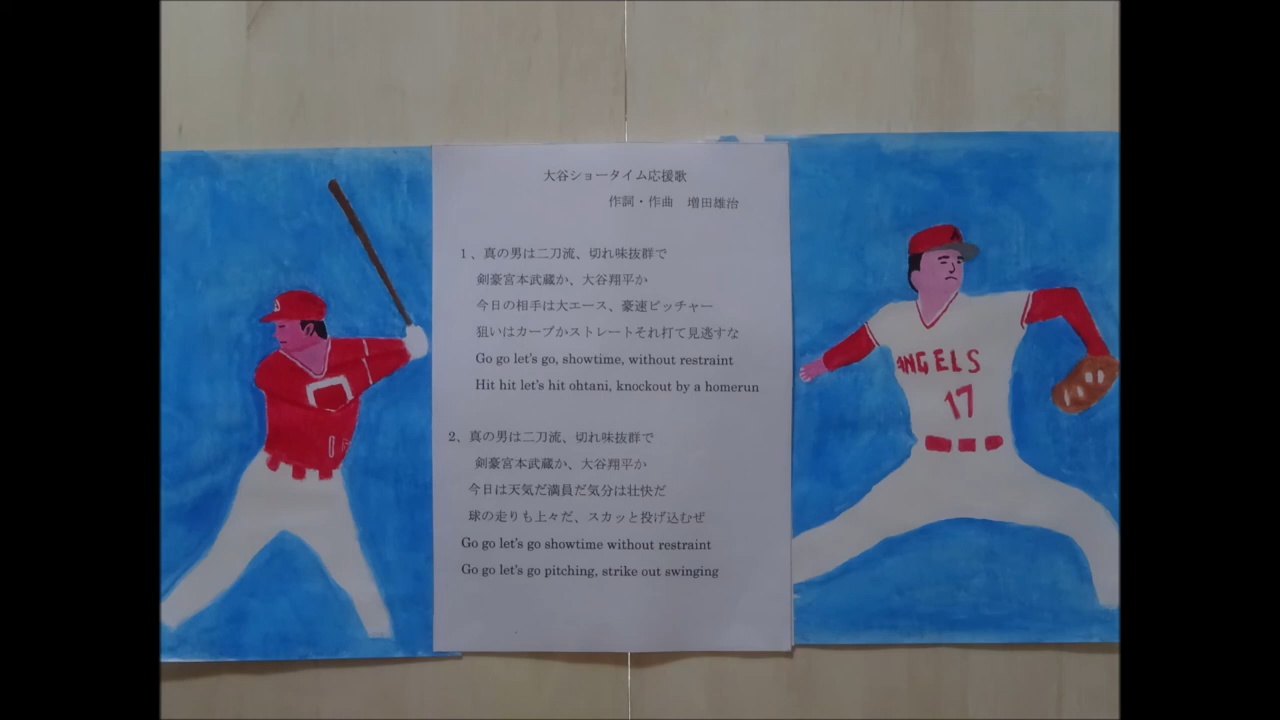 大谷ショータイム応援歌
作詞・作曲　増田雄治
1、真の男は二刀流、切れ味抜群で
剣豪宮本武蔵か、大谷翔平か
今日の相手は大エース、豪速ピッチャー
狙いはカーブかストレートそれ打て見逃すな
Go go let's go, showtime, without restraint
Hit hit let's hit ohtani, knockout by a homerun
2、真の男は二刀流、切れ味抜群で
剣豪宮本武蔵か、大谷翔平か
今日は天気だ満員だ気分は壮快だ
球の走りも上々だ、スカッと投げ込むぜ
Go go let's go showtime without restraint
Go go let's go pitching, strike out swinging
ANGELS
17